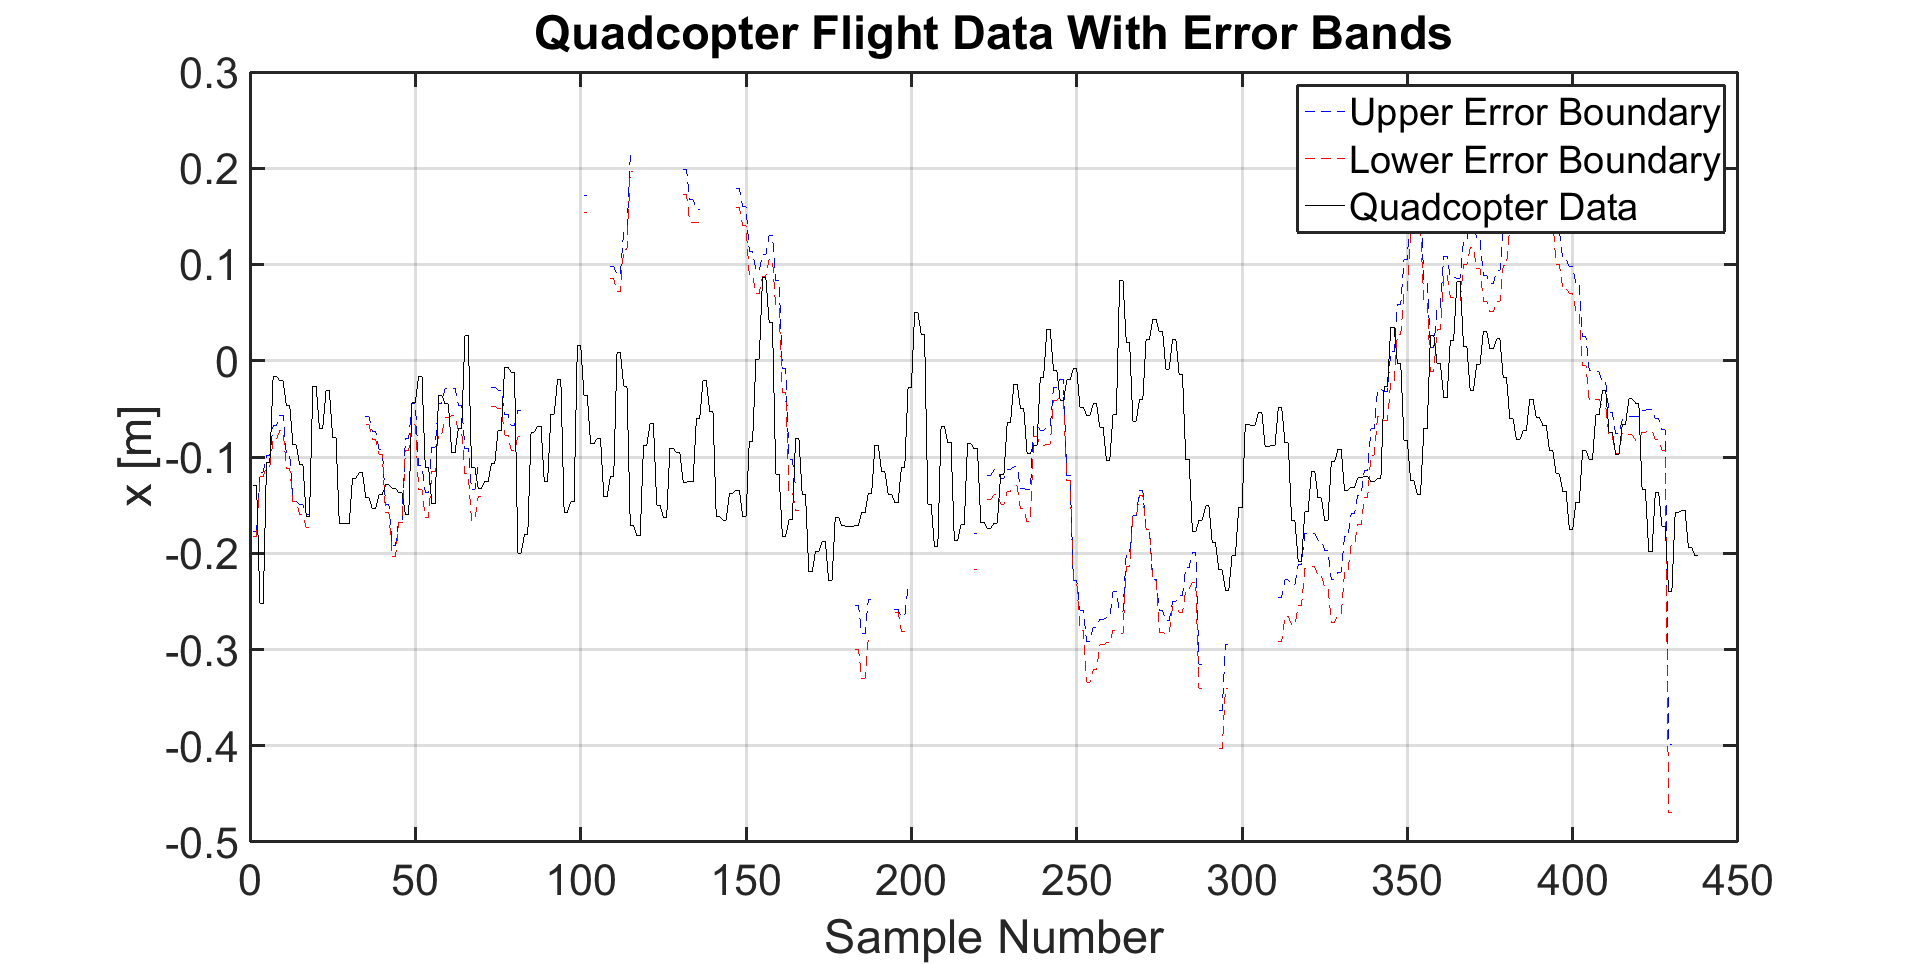 Quadcopter Flight Data With Error Bands
0.3
0.2
0.1
0
-0.1
-0.2
-0.3
-0.4
-0.5
x [m]
Upper Error Boundary
Lower Error Boundary
Quadcopter Data
0 50 100 150 200 250 300 350 400 450
Sample Number